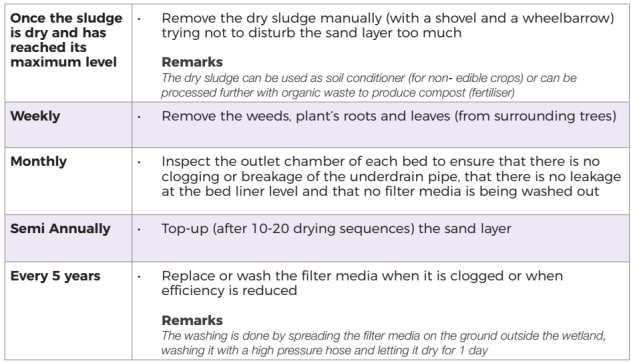 Once the sludge
is dry and has
reached its
maximum level
· Remove the dry sludge manually (with a shovel and a wheelbarrow)
trying not to disturb the sand layer too much
Remarks
The dry sludge can be used as soil conditioner (for non- edible crops) or can be
processed further with organic waste to produce compost (fertiliser)
Weekly
· Remove the weeds, plant's roots and leaves (from surrounding trees)
Monthly
· Inspect the outlet chamber of each bed to ensure that there is no
clogging or breakage of the underdrain pipe, that there is no leakage
at the bed liner level and that no filter media is being washed out
Semi Annually
· Top-up (after 10-20 drying sequences) the sand layer
Every 5 years
· Replace or wash the filter media when it is clogged or when
efficiency is reduced
Remarks
The washing is done by spreading the filter media on the ground outside the wetland,
washing it with a high pressure hose and letting it dry for 1 day